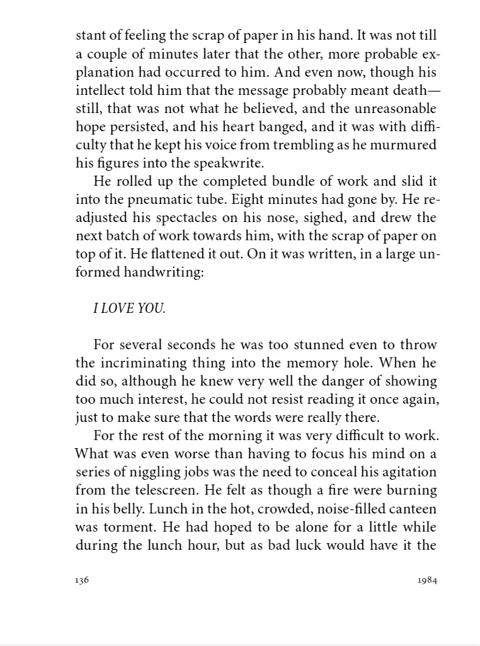 stant of feeling the scrap of paper in his hand. It was not till
a couple of minutes later that the other, more probable ex-
planation had occurred to him. And even now, though his
intellect told him that the message probably meant death—
still, that was not what he believed, and the unreasonable
hope persisted, and his heart banged, and it was with diffi-
culty that he kept his voice from trembling as he murmured
his figures into the speakwrite.
He rolled up the completed bundle of work and slid it
into the pneumatic tube. Eight minutes had gone by. He re-
adjusted his spectacles on his nose, sighed, and drew the
next batch of work towards him, with the scrap of paper on
top of it. He flattened it out. On it was written, in a large un-
formed handwriting:
I LOVE YOU.
For several seconds he was too stunned even to throw
the incriminating thing into the memory hole. When he
did so, although he knew very well the danger of showing
too much interest, he could not resist reading it once again,
just to make sure that the words were really there.
For the rest of the morning it was very difficult to work.
What was even worse than having to focus his mind on a
series of niggling jobs was the need to conceal his agitation
from the telescreen. He felt as though a fire were burning
in his belly. Lunch in the hot, crowded, noise-filled canteen
was torment. He had hoped to be alone for a little while
during the lunch hour, but as bad luck would have it the
136 1984